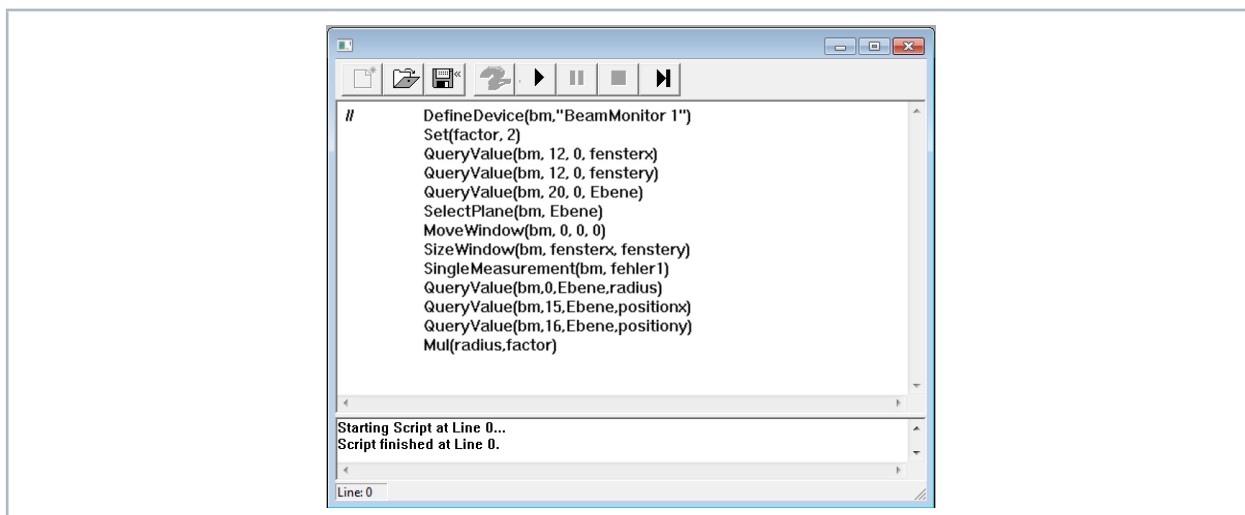 // DefineDevice(bm,"BeamMonitor 1")
Set(factor, 2)
QueryValue(bm, 12, 0, fensterx)
QueryValue(bm, 12, 0, fenstery)
QueryValue(bm, 20, 0, Ebene)
SelectPlane(bm, Ebene)
MoveWindow(bm, 0, 0, 0)
SizeWindow(bm, fensterx, fenstery)
SingleMeasurement(bm, fehler1)
QueryValue(bm,0,Ebene,radius)
QueryValue(bm,15,Ebene,positionx)
QueryValue(bm,16,Ebene,positiony)
Mul(radius,factor)
Starting Script at Line 0...
Script finished at Line 0.
Line: 0